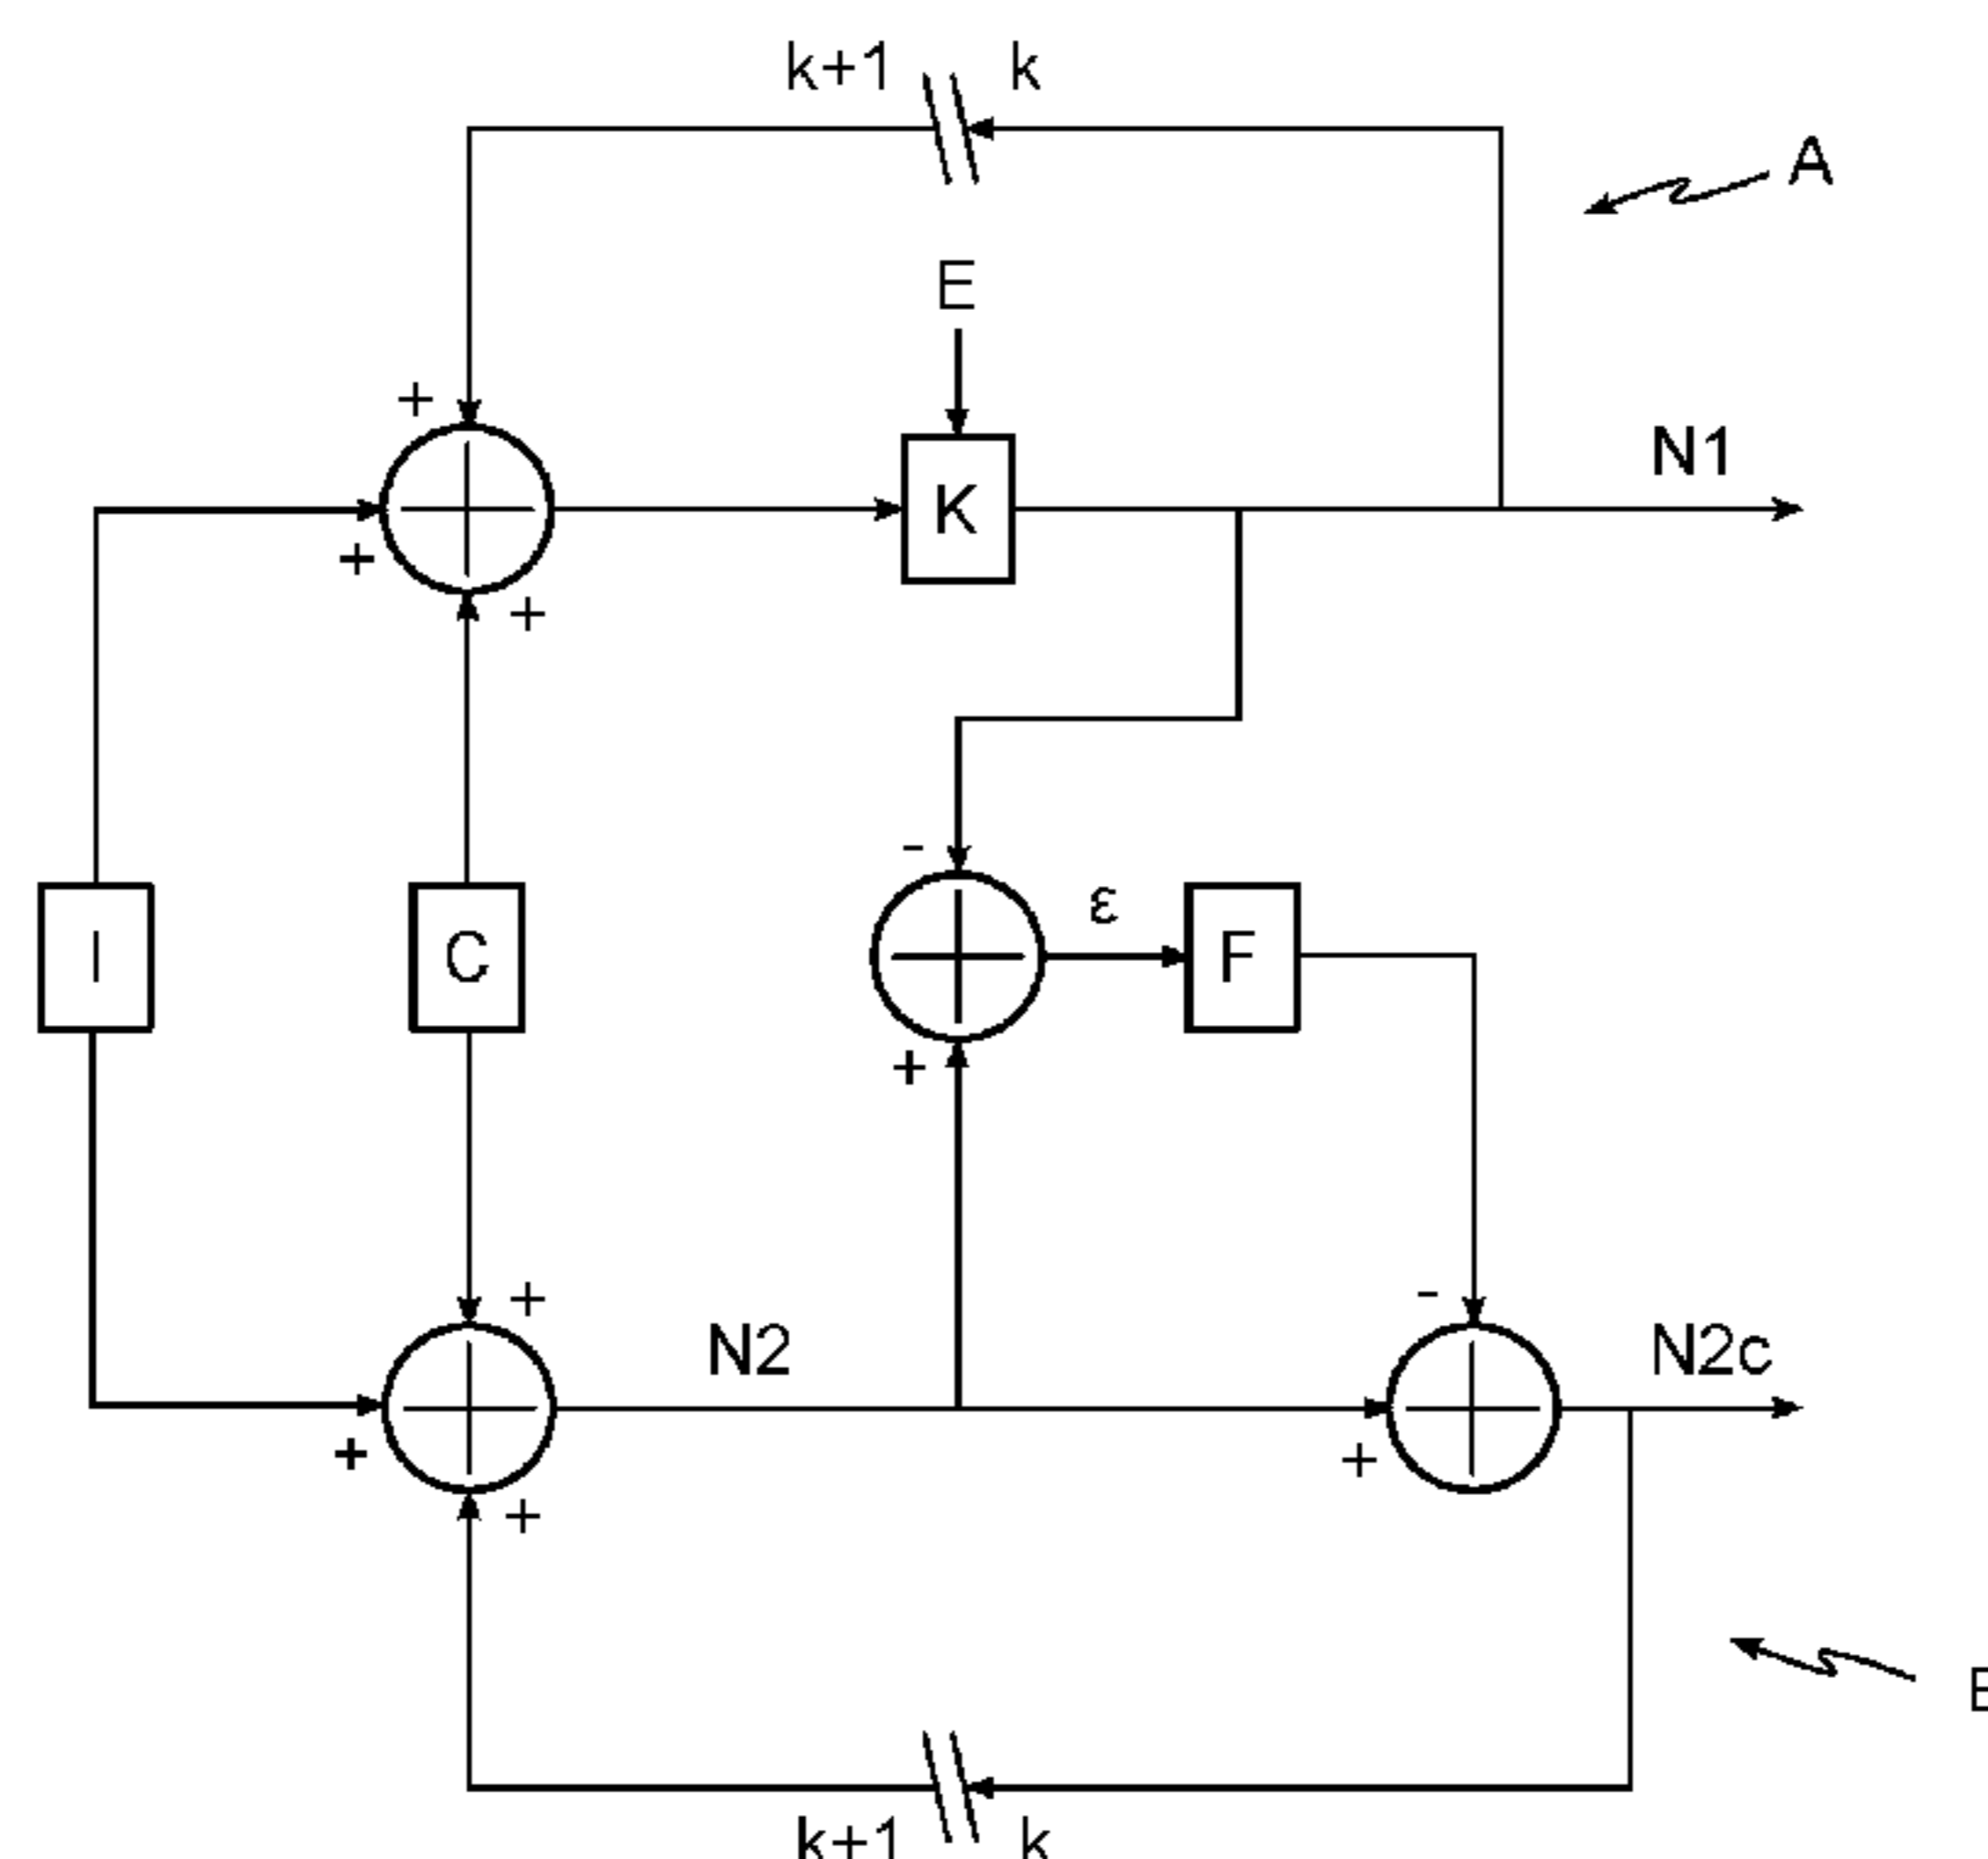 k+1 k
A
E
+
K
N1
+
+
-
ε
I
C
F
+
+
-
N2
N2c
+
+
+
k+1 k